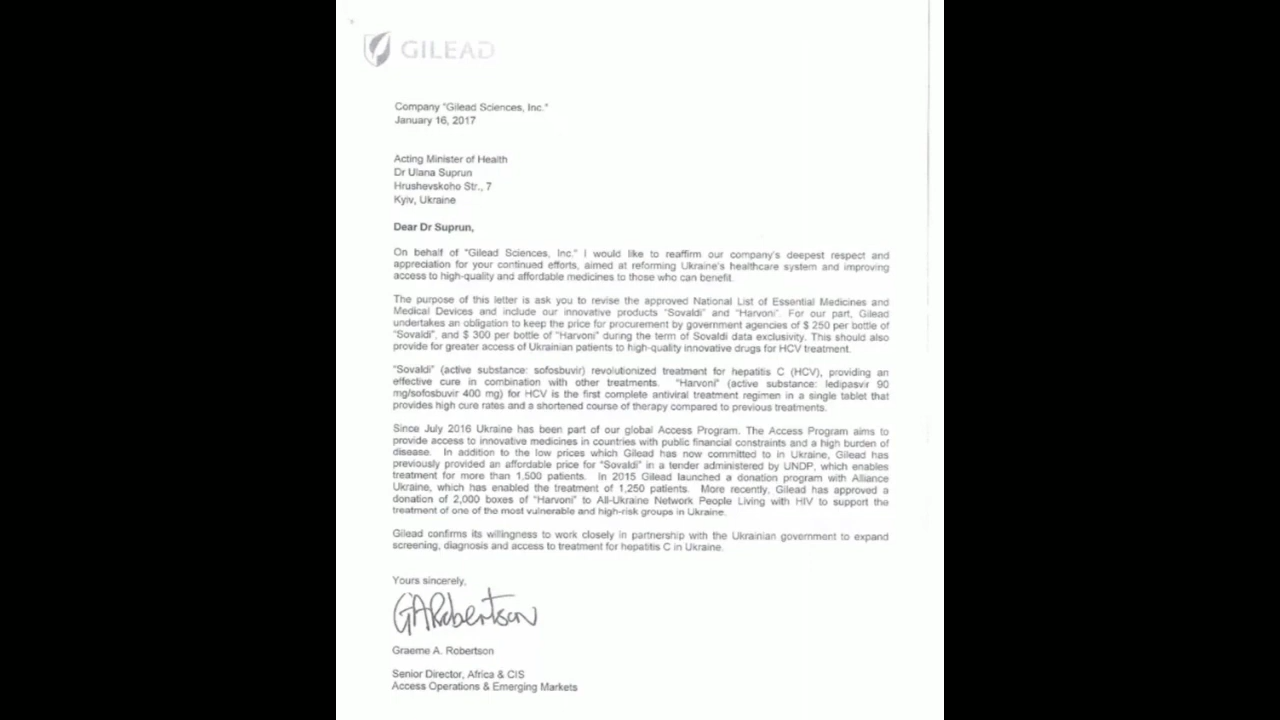 GILEAD
Company "Gilead Sciences, Inc."
January 16, 2017
Acting Minister of Health
Dr Ulana Suprun
Hrushevskoho Str., 7
Kyiv, Ukraine
Dear Dr Suprun,
On behalf of "Gilead Sciences, Inc." I would like to reaffirm our company's deepest respect and
appreciation for your continued efforts, aimed at reforming Ukraine's healthcare system and improving
access to high-quality and affordable medicines to those who can benefit.
The purpose of this letter is ask you to revise the approved National List of Essential Medicines and
Medical Devices and include our innovative products "Sovaldi" and "Harvoni". For our part, Gilead
undertakes an obligation to keep the price for procurement by government agencies of $ 250 per bottle of
"Sovaldi", and $ 300 per bottle of "Harvoni" during the term of Sovaldi data exclusivity. This should also
provide for greater access of Ukrainian patients to high-quality innovative drugs for HCV treatment.
"Sovaldi" (active substance: sofosbuvir) revolutionized treatment for hepatitis C (HCV), providing an
effective cure in combination with other treatments. "Harvoni" (active substance: ledipasvir 90
mg/sofosbuvir 400 mg) for HCV is the first complete antiviral treatment regimen in a single tablet that
provides high cure rates and a shortened course of therapy compared to previous treatments.
Since July 2016 Ukraine has been part of our global Access Program. The Access Program aims to
provide access to innovative medicines in countries with public financial constraints and a high burden of
disease. In addition to the low prices which Gilead has now committed to in Ukraine, Gilead has
previously provided an affordable price for "Sovaldi" in a tender administered by UNDP, which enables
treatment for more than 1,500 patients. In 2015 Gilead launched a donation program with Alliance
Ukraine, which has enabled the treatment of 1,250 patients. More recently, Gilead has approved a
donation of 2,000 boxes of "Harvoni" to All-Ukraine Network People Living with HIV to support the
treatment of one of the most vulnerable and high-risk groups in Ukraine.
Gilead confirms its willingness to work closely in partnership with the Ukrainian government to expand
screening, diagnosis and access to treatment for hepatitis C in Ukraine.
Yours sincerely,
GARobertson
Graeme A. Robertson
Senior Director, Africa & CIS
Access Operations & Emerging Markets